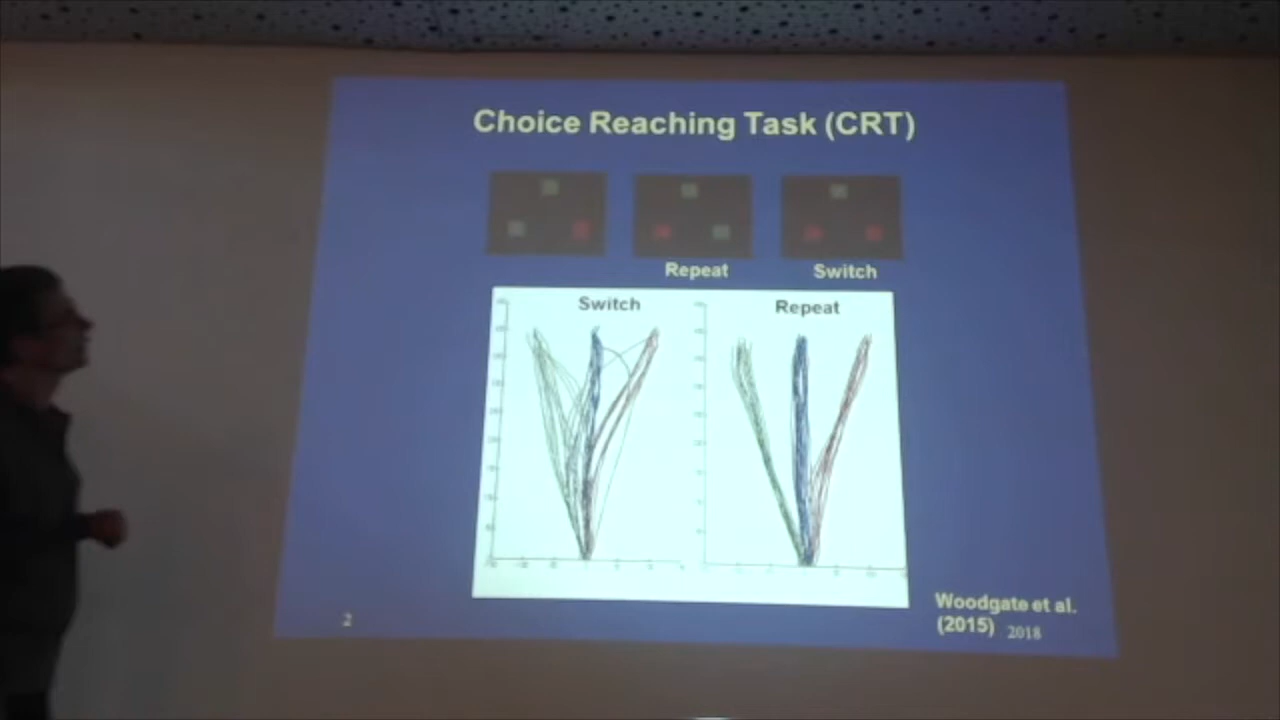 Choice Reaching Task (CRT)
Repeat
Switch
Switch
Repeat
Woodgate et al.
(2015)
2018
2